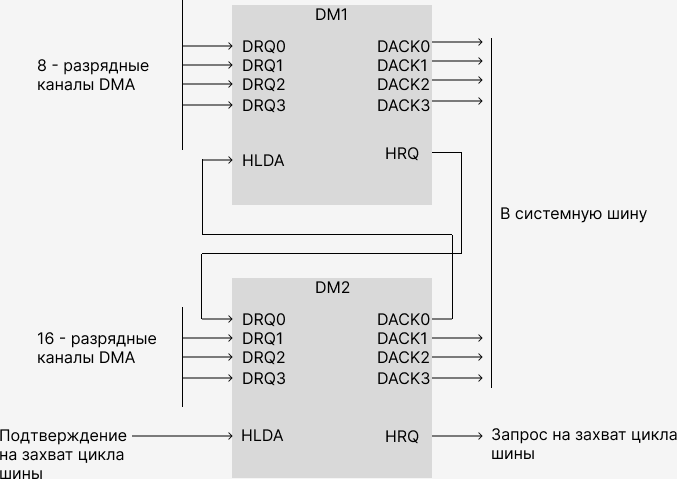 DM1
8 - разрядные
каналы DMA
DRQ0
DRQ1
DRQ2
DRQ3
HLDA
DACK0
DACK1
DACK2
DACK3
HRQ
В системную шину
DM2
16 - разрядные
каналы DMA
DRQ0
DRQ1
DRQ2
DRQ3
HLDA
DACK0
DACK1
DACK2
DACK3
HRQ
Подтверждение
на захват цикла
шины
Запрос на захват цикла
шины